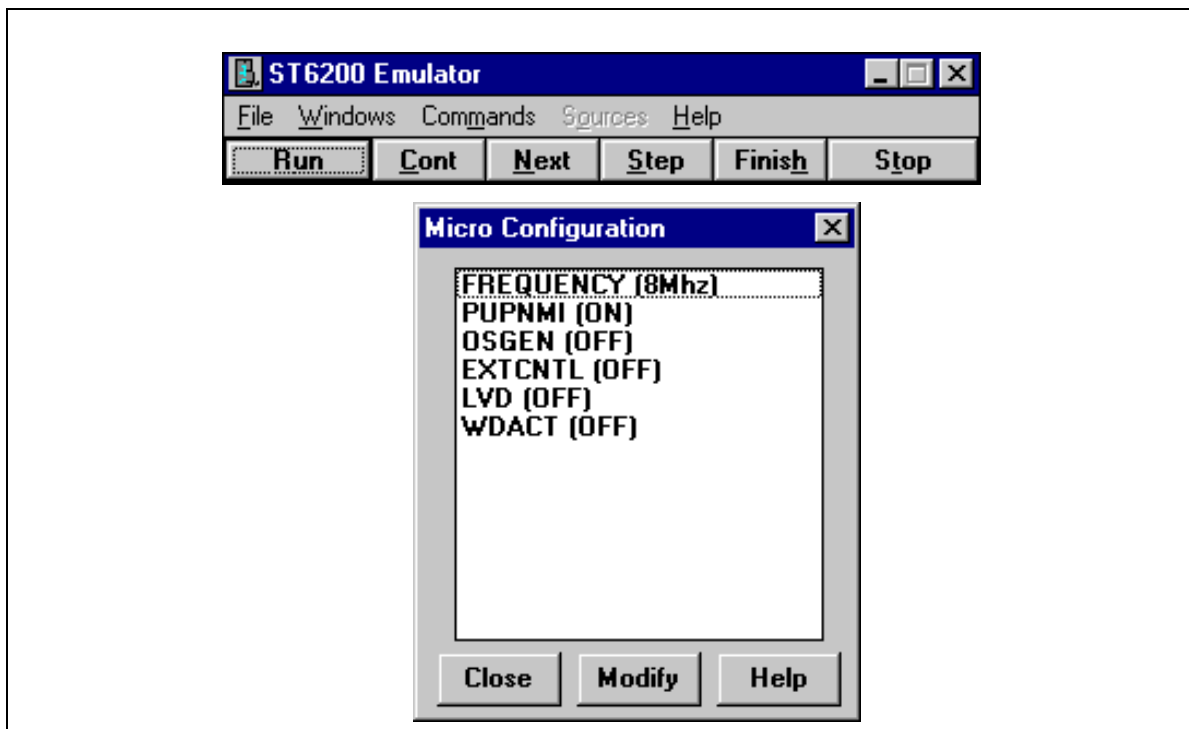 ST6200 Emulator
File Windows Commands Sources Help
Run Cont Next Step Finish Stop
Micro Configuration
FREQUENCY (8Mhz)
PUPNMI (ON)
OSGEN (OFF)
EXTCNTL (OFF)
LVD (OFF)
WDACT (OFF)
Close Modify Help